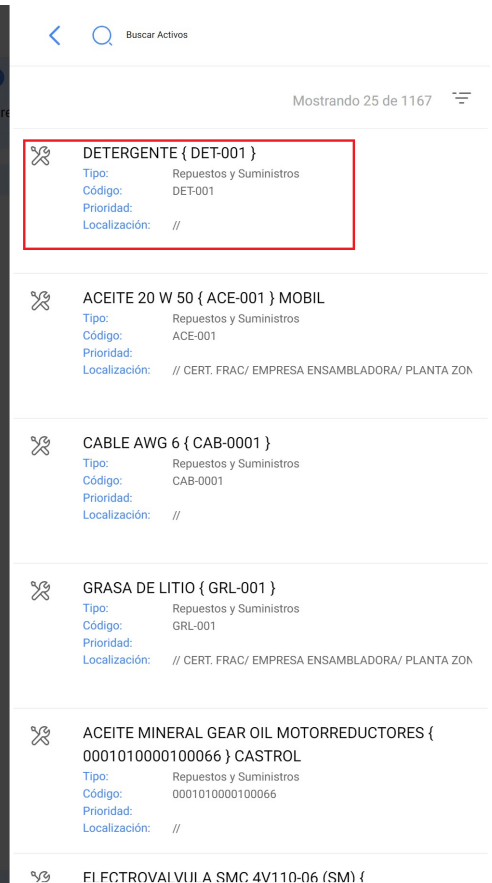 Buscar Activos
Mostrando 25 de 1167
DETERGENTE { DET-001 }
Tipo: Repuestos y Suministros
Código: DET-001
Prioridad:
Localización: //
ACEITE 20 W 50 { ACE-001 } MOBIL
Tipo: Repuestos y Suministros
Código: ACE-001
Prioridad:
Localización: // CERT. FRAC/ EMPRESA ENSAMBLADORA/ PLANTA ZON
CABLE AWG 6 { CAB-0001 }
Tipo: Repuestos y Suministros
Código: CAB-0001
Prioridad:
Localización: //
GRASA DE LITIO { GRL-001 }
Tipo: Repuestos y Suministros
Código: GRL-001
Prioridad:
Localización: // CERT. FRAC/ EMPRESA ENSAMBLADORA/ PLANTA ZON
ACEITE MINERAL GEAR OIL MOTORREDUCTORES {
0001010000100066 } CASTROL
Tipo: Repuestos y Suministros
Código: 0001010000100066
Prioridad:
Localización: //
ELECTROVALVULA SMC 4V110-06 (SM) {